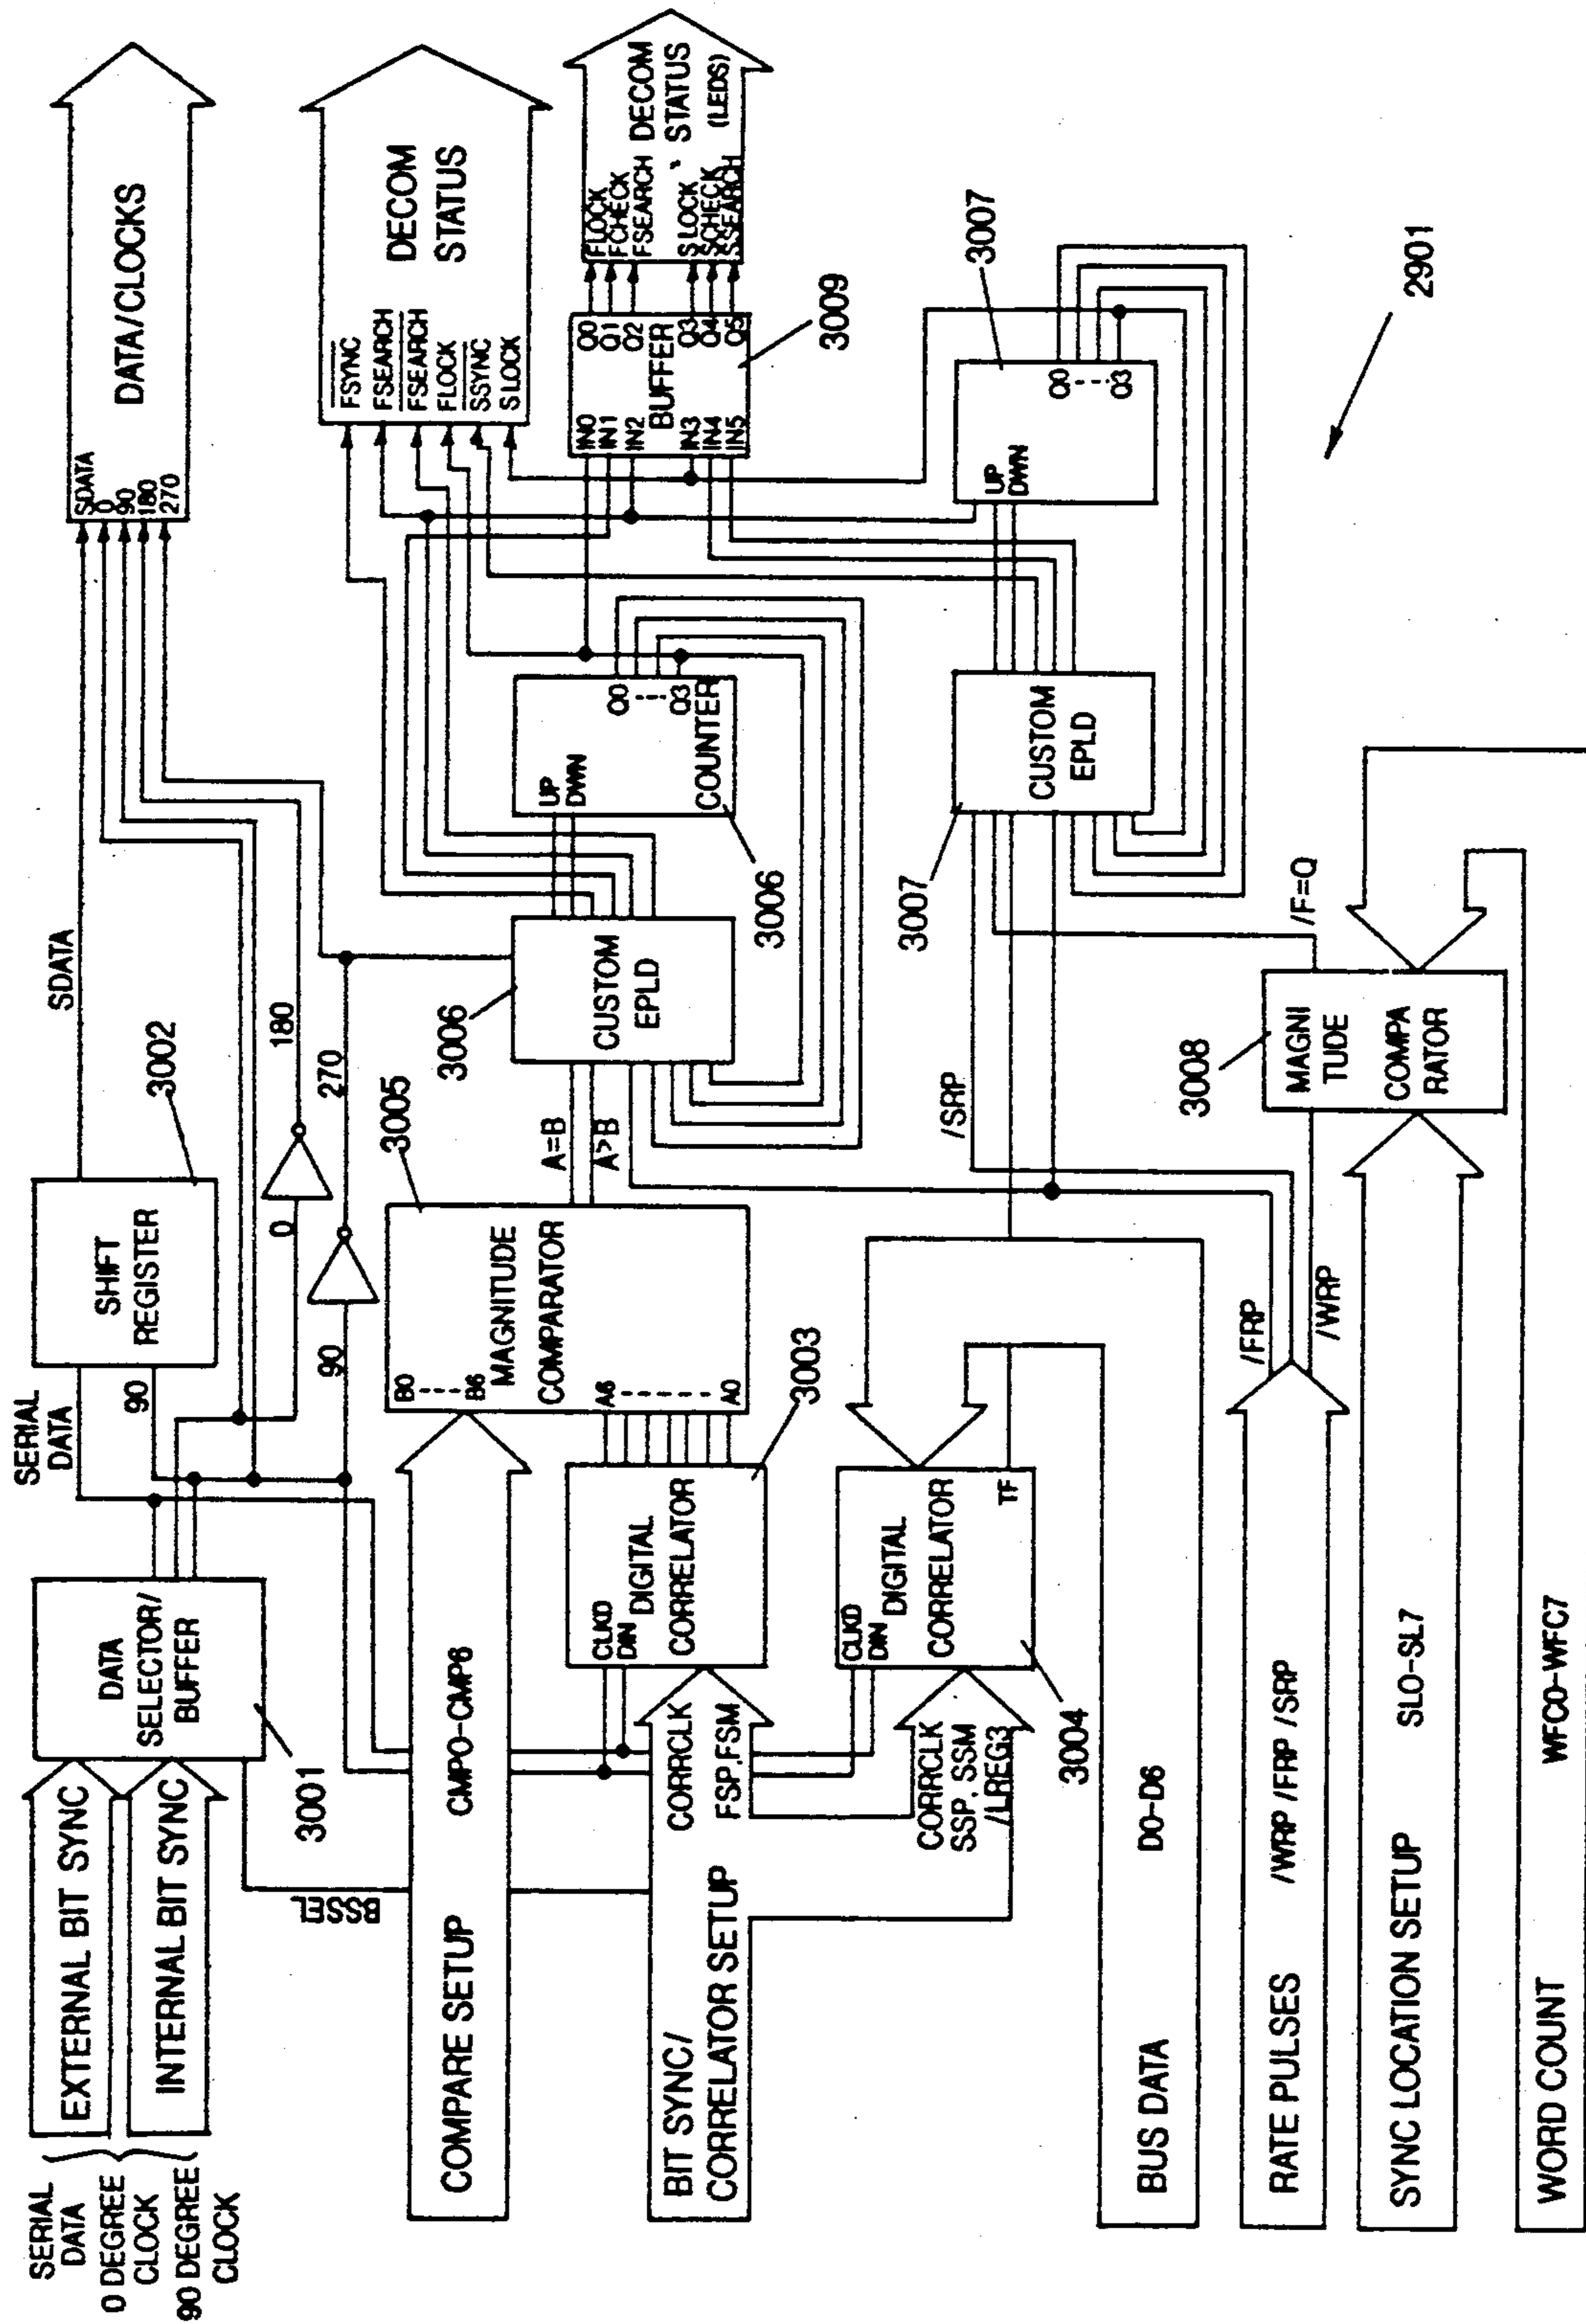 SERIAL
DATA
0 DEGREE
CLOCK
90 DEGREE
CLOCK
EXTERNAL BIT SYNC
INTERNAL BIT SYNC
DATA
SELECTOR/
BUFFER
3001
BSSEL
SERIAL
DATA
90
SHIFT
REGISTER
3002
SDATA
0
180
90
270
SDATA
0
90
180
270
DATA/CLOCKS
COMPARE SETUP
CMPO-CMP6
B0
B6
MAGNITUDE
COMPARATOR
A6
A0
3005
A=B
A>B
CUSTOM
EPLD
3006
UP
DWN
Q0
Q3
COUNTER
3006
FSYNC
FSEARCH
FSEARCH
FLOCK
SSYNC
SLOCK
DECOM
STATUS
IN0
IN1
IN2
IN3
IN4
IN5
BUFFER
Q0
Q1
Q2
Q3
Q4
Q5
3009
FLOCK
FCHECK
FSEARCH
SLOCK
SCHECK
SSEARCH
DECOM
STATUS
(LEDS)
BIT SYNC/
CORRELATOR SETUP
CORRCLK
FSP,FSM
CLKD
DIN
DIGITAL
CORRELATOR
3003
CORRCLK
SSP, SSM
/LREG3
CLKD
DIN
DIGITAL
CORRELATOR
TF
3004
BUS DATA
DO-D6
/SRP
CUSTOM
EPLD
3007
UP
DWN
Q0
Q3
3007
RATE PULSES
/WRP /FRP /SRP
/FRP
/WRP
SYNC LOCATION SETUP
SLO-SL7
MAGNI
TUDE
COMPA
RATOR
3008
/F=Q
WORD COUNT
WFCO-WFC7
2901